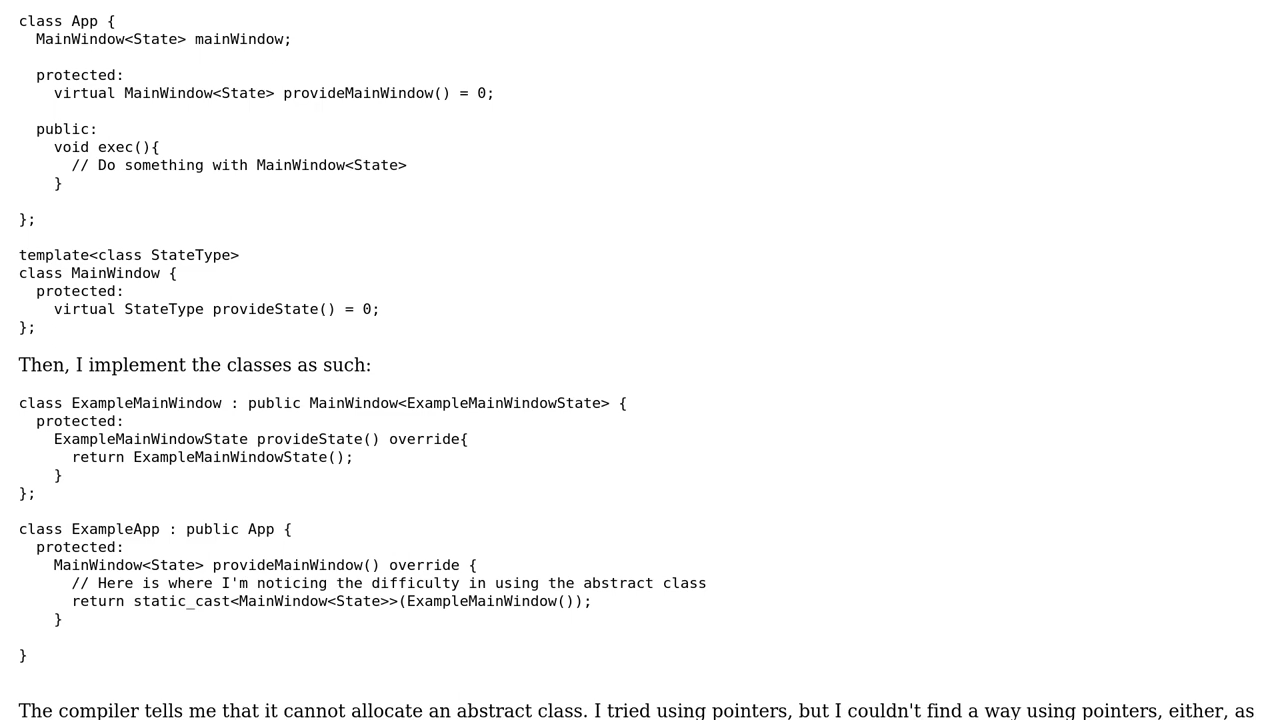 class App {
  MainWindow<State> mainWindow;

  protected:
    virtual MainWindow<State> provideMainWindow() = 0;

  public:
    void exec(){
      // Do something with MainWindow<State>
    }

};

template<class StateType>
class MainWindow {
  protected:
    virtual StateType provideState() = 0;
};

Then, I implement the classes as such:

class ExampleMainWindow : public MainWindow<ExampleMainWindowState> {
  protected:
    ExampleMainWindowState provideState() override{
      return ExampleMainWindowState();
    }
};

class ExampleApp : public App {
  protected:
    MainWindow<State> provideMainWindow() override {
      // Here is where I'm noticing the difficulty in using the abstract class
      return static_cast<MainWindow<State>>(ExampleMainWindow());
    }

}

The compiler tells me that it cannot allocate an abstract class. I tried using pointers, but I couldn't find a way using pointers, either, as